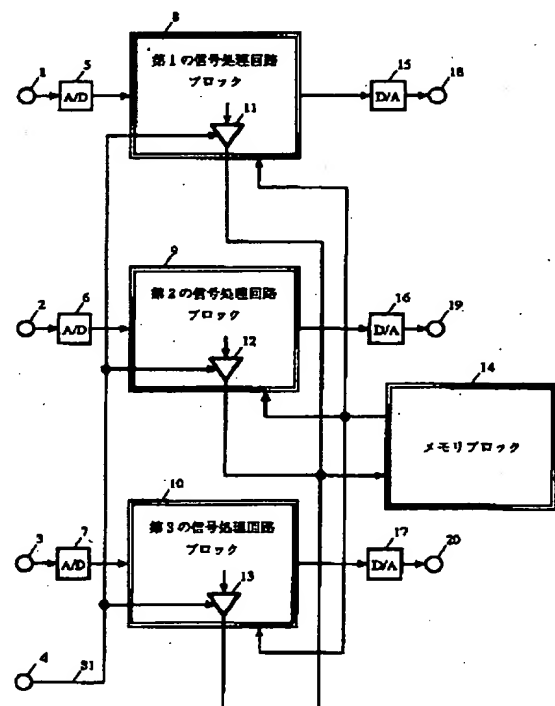 8
第1の信号処理回路
ブロック
1
5
A/D
11
15
D/A
18
9
第2の信号処理回路
ブロック
2
6
A/D
12
16
D/A
19
14
メモリブロック
10
第3の信号処理回路
ブロック
3
7
A/D
13
17
D/A
20
4